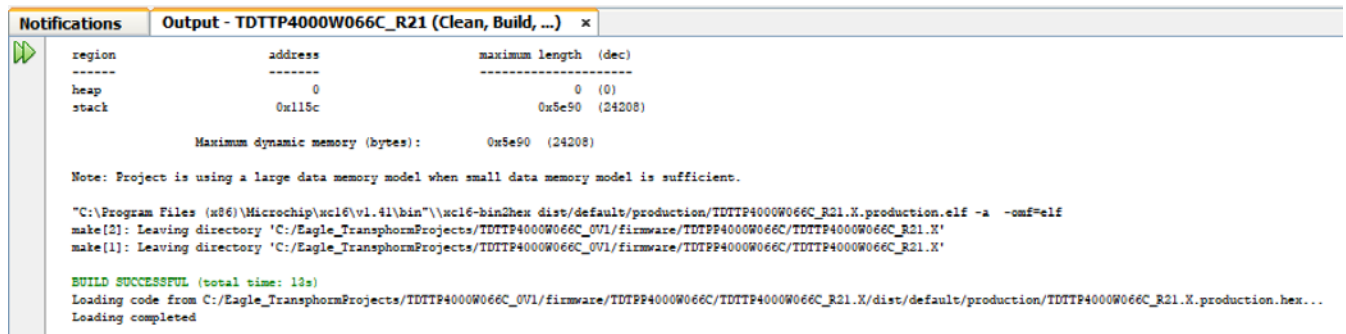 Notifications Output - TDTTP4000W066C_R21 (Clean, Build, ...) ×
region address maximum length (dec)
------ ------- ---------------------
heap 0 0 (0)
stack 0x115c 0x5e90 (24208)
Maximum dynamic memory (bytes): 0x5e90 (24208)
Note: Project is using a large data memory model when small data memory model is sufficient.
"C:\Program Files (x86)\Microchip\xc16\v1.41\bin"\\xc16-bin2hex dist/default/production/TDTTP4000W066C_R21.X.production.elf -a -omf=elf
make[2]: Leaving directory 'C:/Eagle_TransphormProjects/TDTTP4000W066C_0V1/firmware/TDTPP4000W066C/TDTTP4000W066C_R21.X'
make[1]: Leaving directory 'C:/Eagle_TransphormProjects/TDTTP4000W066C_0V1/firmware/TDTPP4000W066C/TDTTP4000W066C_R21.X'
BUILD SUCCESSFUL (total time: 13s)
Loading code from C:/Eagle_TransphormProjects/TDTTP4000W066C_0V1/firmware/TDTPP4000W066C/TDTTP4000W066C_R21.X/dist/default/production/TDTTP4000W066C_R21.X.production.hex...
Loading completed